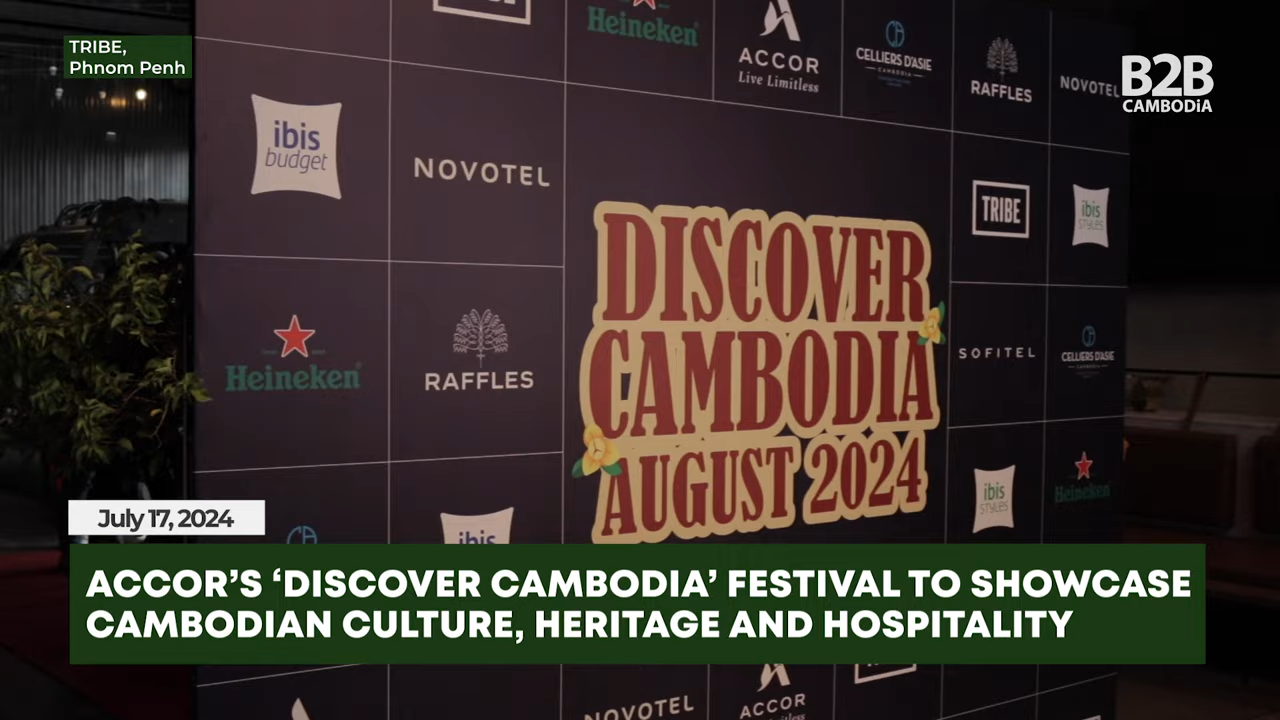 TRIBE,
Phnom Penh
B2B
CAMBODiA
Heineken
ACCOR
Live Limitless
CELLIERS D'ASIE
CAMBODIA
RAFFLES
NOVOTEL
ibis
budget
NOVOTEL
TRIBE
ibis
STYLES
DISCOVER
CAMBODIA
AUGUST 2024
Heineken
RAFFLES
SOFITEL
CELLIERS D'ASIE
ibis
STYLES
Heineken
ibis
July 17, 2024
ACCOR'S ‘DISCOVER CAMBODIA’ FESTIVAL TO SHOWCASE
CAMBODIAN CULTURE, HERITAGE AND HOSPITALITY
NOVOTEL
ACCOR